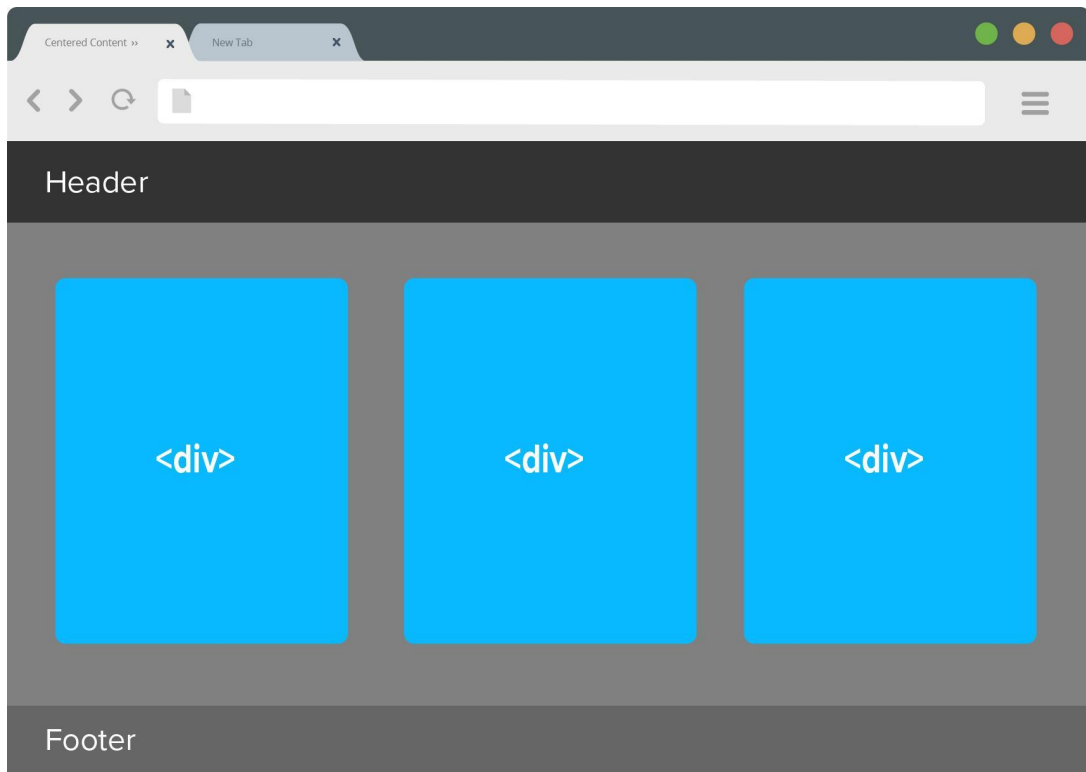 Centered Content ›› x New Tab x
Header
<div> <div> <div>
Footer